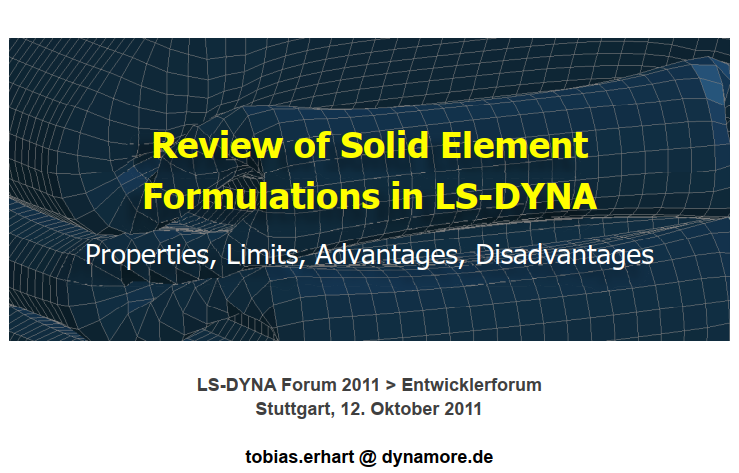 Review of Solid Element
Formulations in LS-DYNA
Properties, Limits, Advantages, Disadvantages
LS-DYNA Forum 2011 > Entwicklerforum
Stuttgart, 12. Oktober 2011
tobias.erhart @ dynamore.de